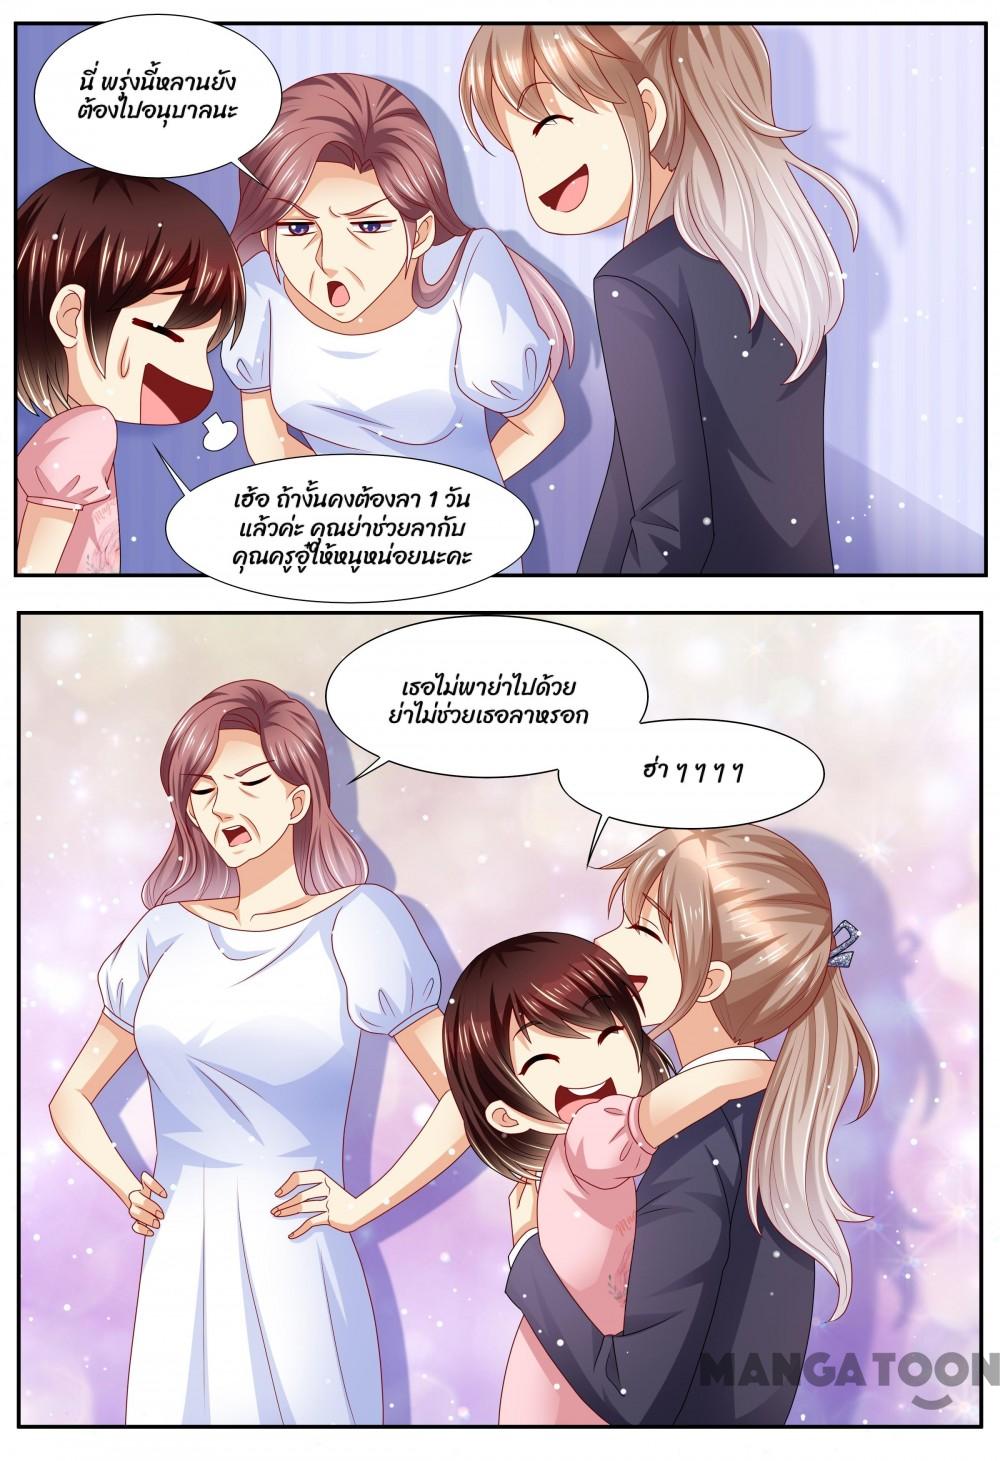 นี่ พรุ่งนี้หลานยัง
ต้องไปอนุบาลนะ
เฮ้อ ถ้างั้นคงต้องลา 1 วัน
แล้วค่ะ คุณย่าช่วยลากับ
คุณครูอู๋ให้หนูหน่อยนะคะ
เธอไม่พาย่าไปด้วย
ย่าไม่ช่วยเธอลาหรอก
ฮ่า ๆ ๆ ๆ ๆ
MANGATOON